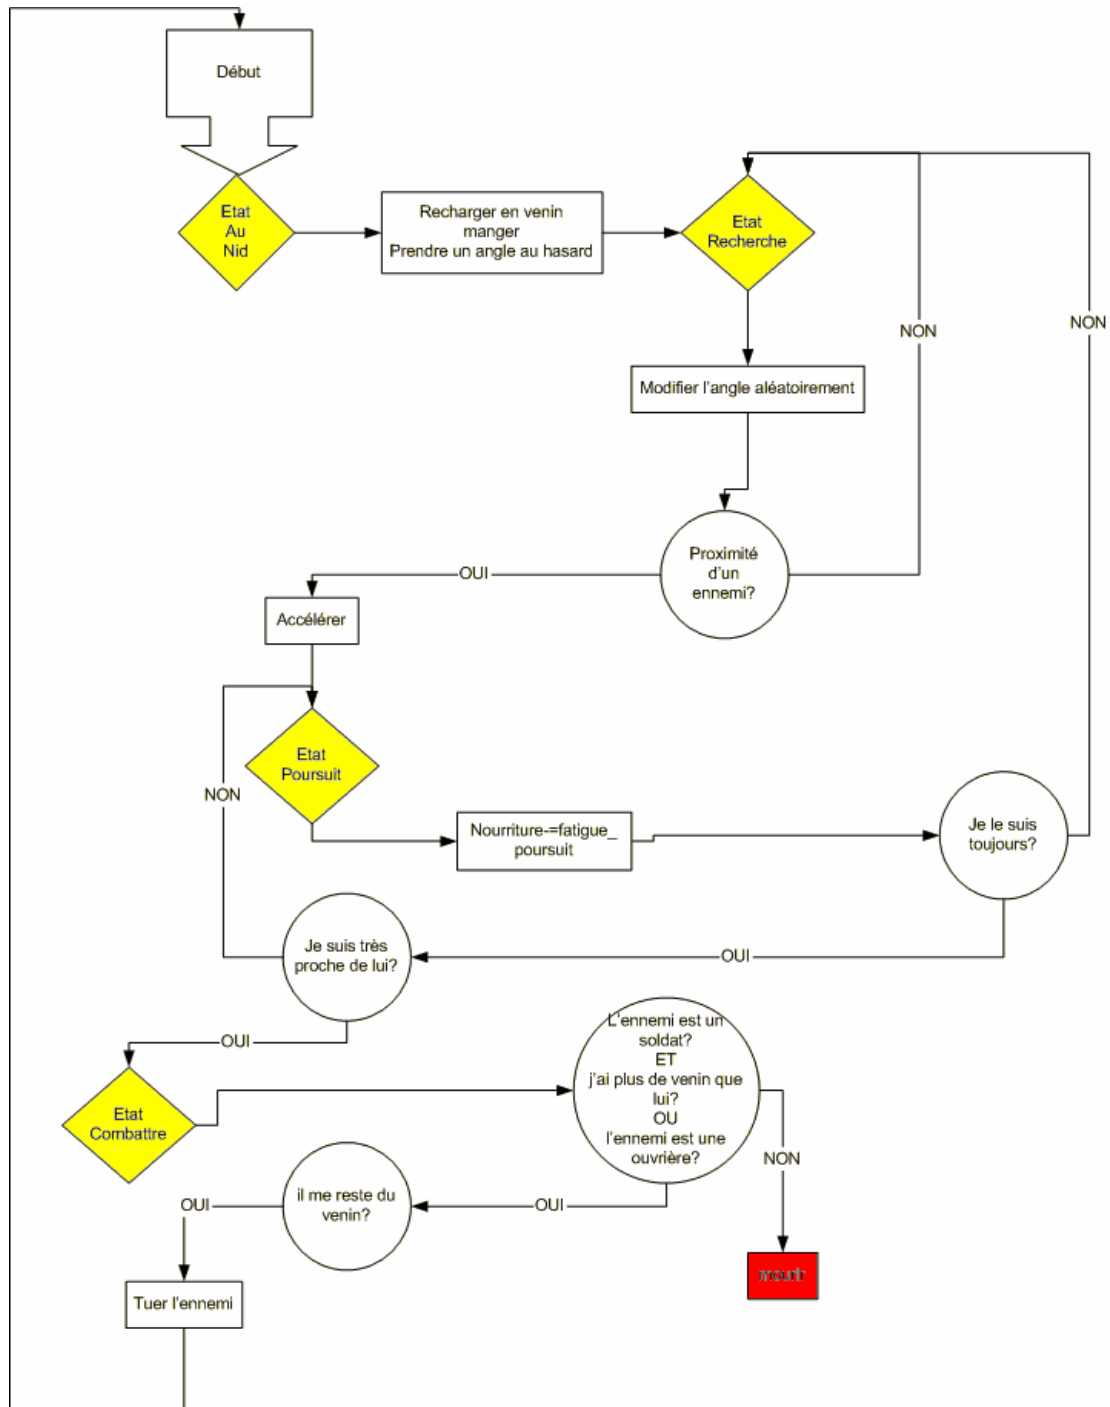 Début
Etat
Au
Nid
Recharger en venin
manger
Prendre un angle au hasard
Etat
Recherche
NON
NON
Modifier l'angle aléatoirement
Proximité
d'un
ennemi?
OUI
Accélérer
Etat
Poursuit
NON
Nourriture-=fatigue_
poursuit
Je le suis
toujours?
OUI
Je suis très
proche de lui?
OUI
Etat
Combattre
L'ennemi est un
soldat?
ET
j'ai plus de venin que
lui?
OU
l'ennemi est une
ouvrière?
NON
OUI
il me reste du
venin?
OUI
mourir
Tuer l'ennemi